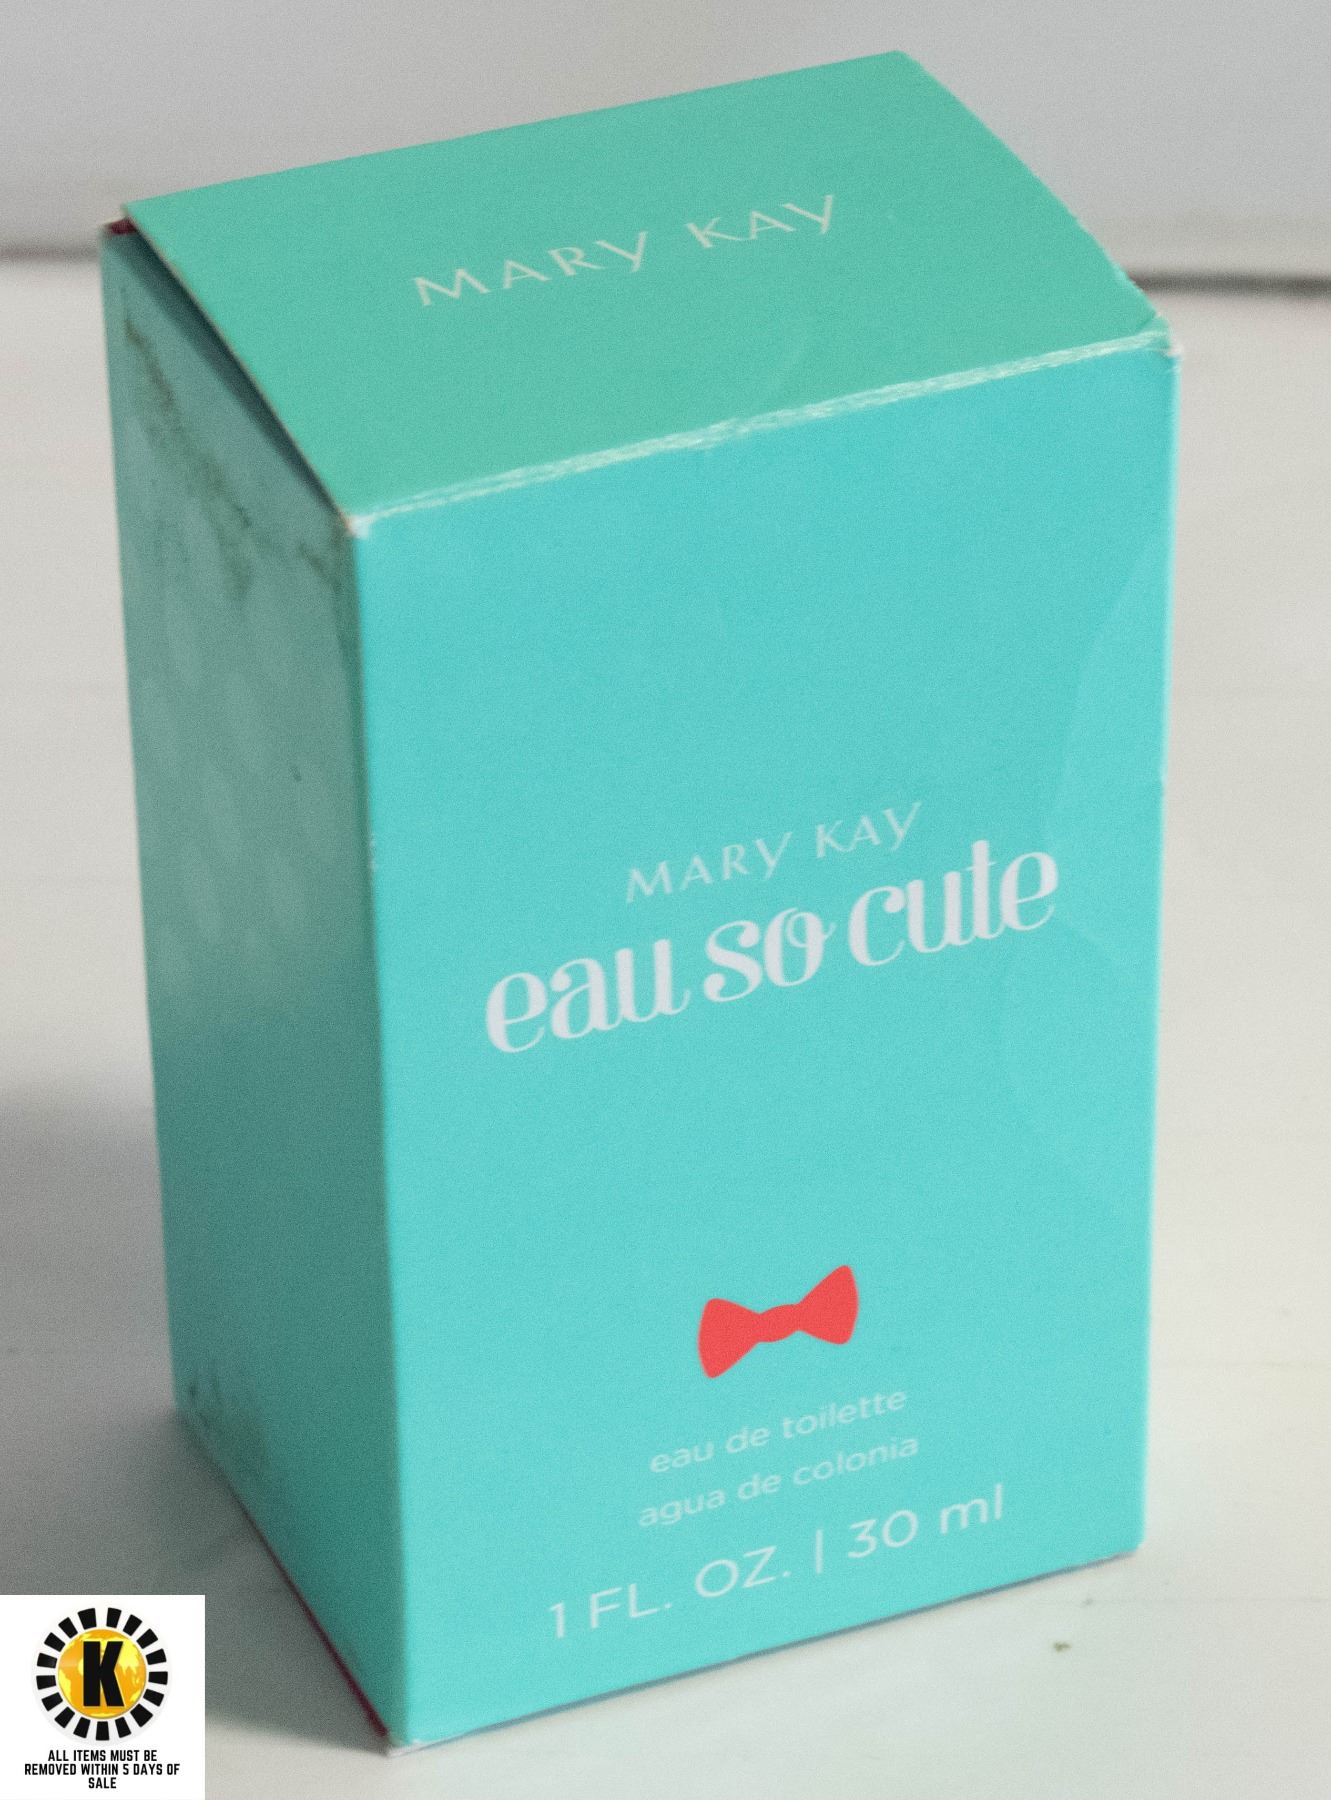 MARY KAY
MARY KAY
eau so cute
eau de toilette
agua de colonia
1 FL. OZ. | 30 ml
K
ALL ITEMS MUST BE
REMOVED WITHIN 5 DAYS OF
SALE